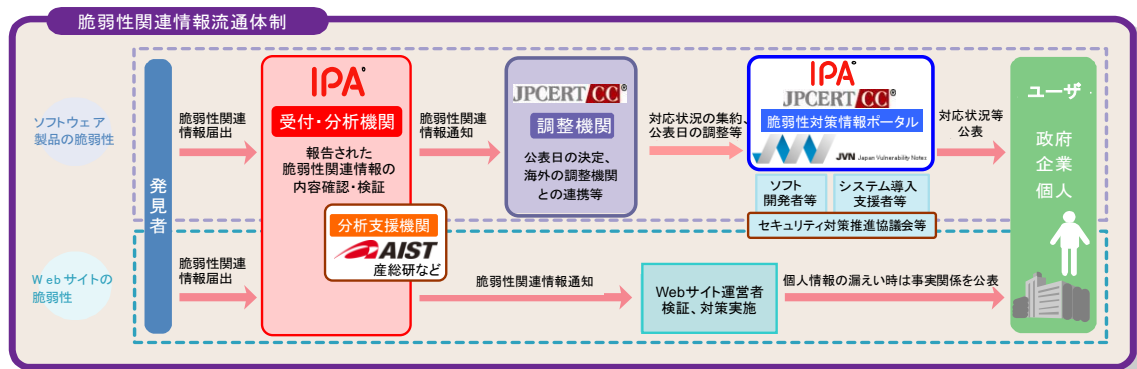 脆弱性関連情報流通体制
ソフトウェア
製品の脆弱性
発見者
脆弱性関連
情報届出
IPA
受付・分析機関
報告された
脆弱性関連情報の
内容確認・検証
分析支援機関
AIST
産総研など
脆弱性関連
情報通知
JPCERT CC®
調整機関
公表日の決定、
海外の調整機関
との連携等
対応状況の集約、
公表日の調整等
IPA
JPCERT CC®
脆弱性対策情報ポータル
JVN Japan Vulnerability Notes
ソフト
開発者等
システム導入
支援者等
セキュリティ対策推進協議会等
対応状況等
公表
ユーザ
政府
企業
個人
Webサイトの
脆弱性
脆弱性関連
情報届出
脆弱性関連情報通知
Webサイト運営者
検証、対策実施
個人情報の漏えい時は事実関係を公表